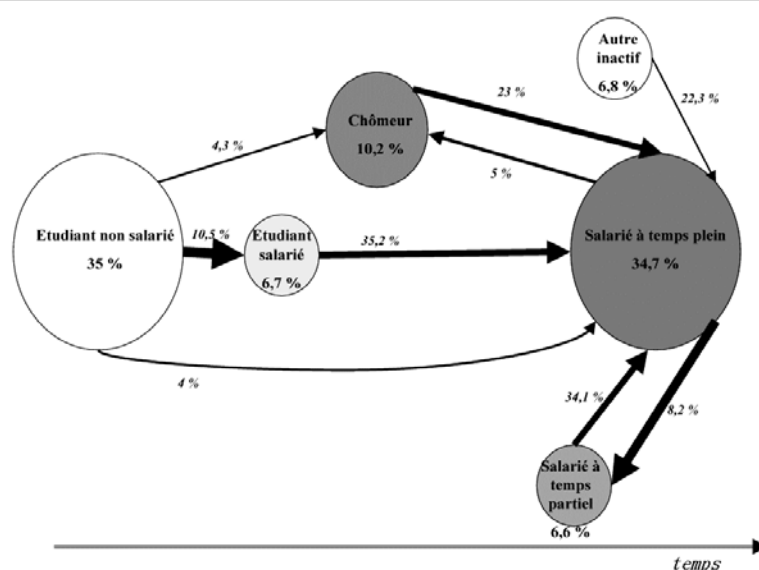 Autre
inactif
6,8 %
23 %
22,3 %
Chômeur
10,2 %
4,3 %
5 %
Etudiant non salarié
35 %
10,5 %
Etudiant
salarié
6,7 %
35,2 %
Salarié à temps plein
34,7 %
4 %
34,1 %
8,2 %
Salarié à
temps
partiel
6,6 %
temps